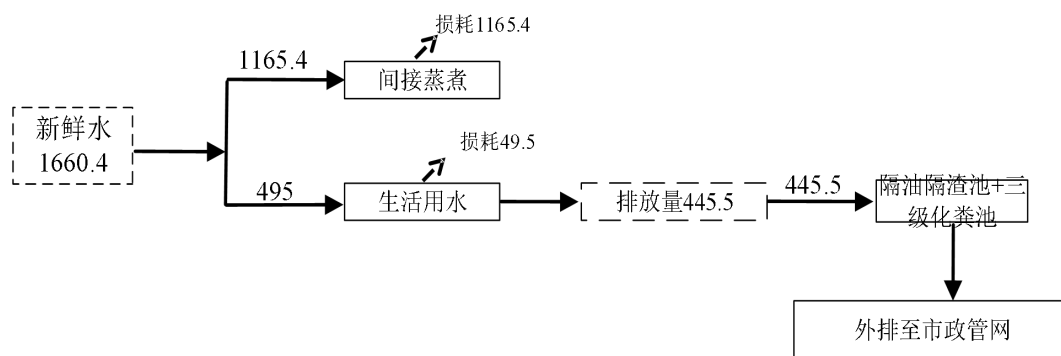 损耗1165.4
1165.4
间接蒸煮
新鲜水
1660.4
损耗49.5
495
生活用水
排放量445.5
445.5
隔油隔渣池+三
级化粪池
外排至市政管网